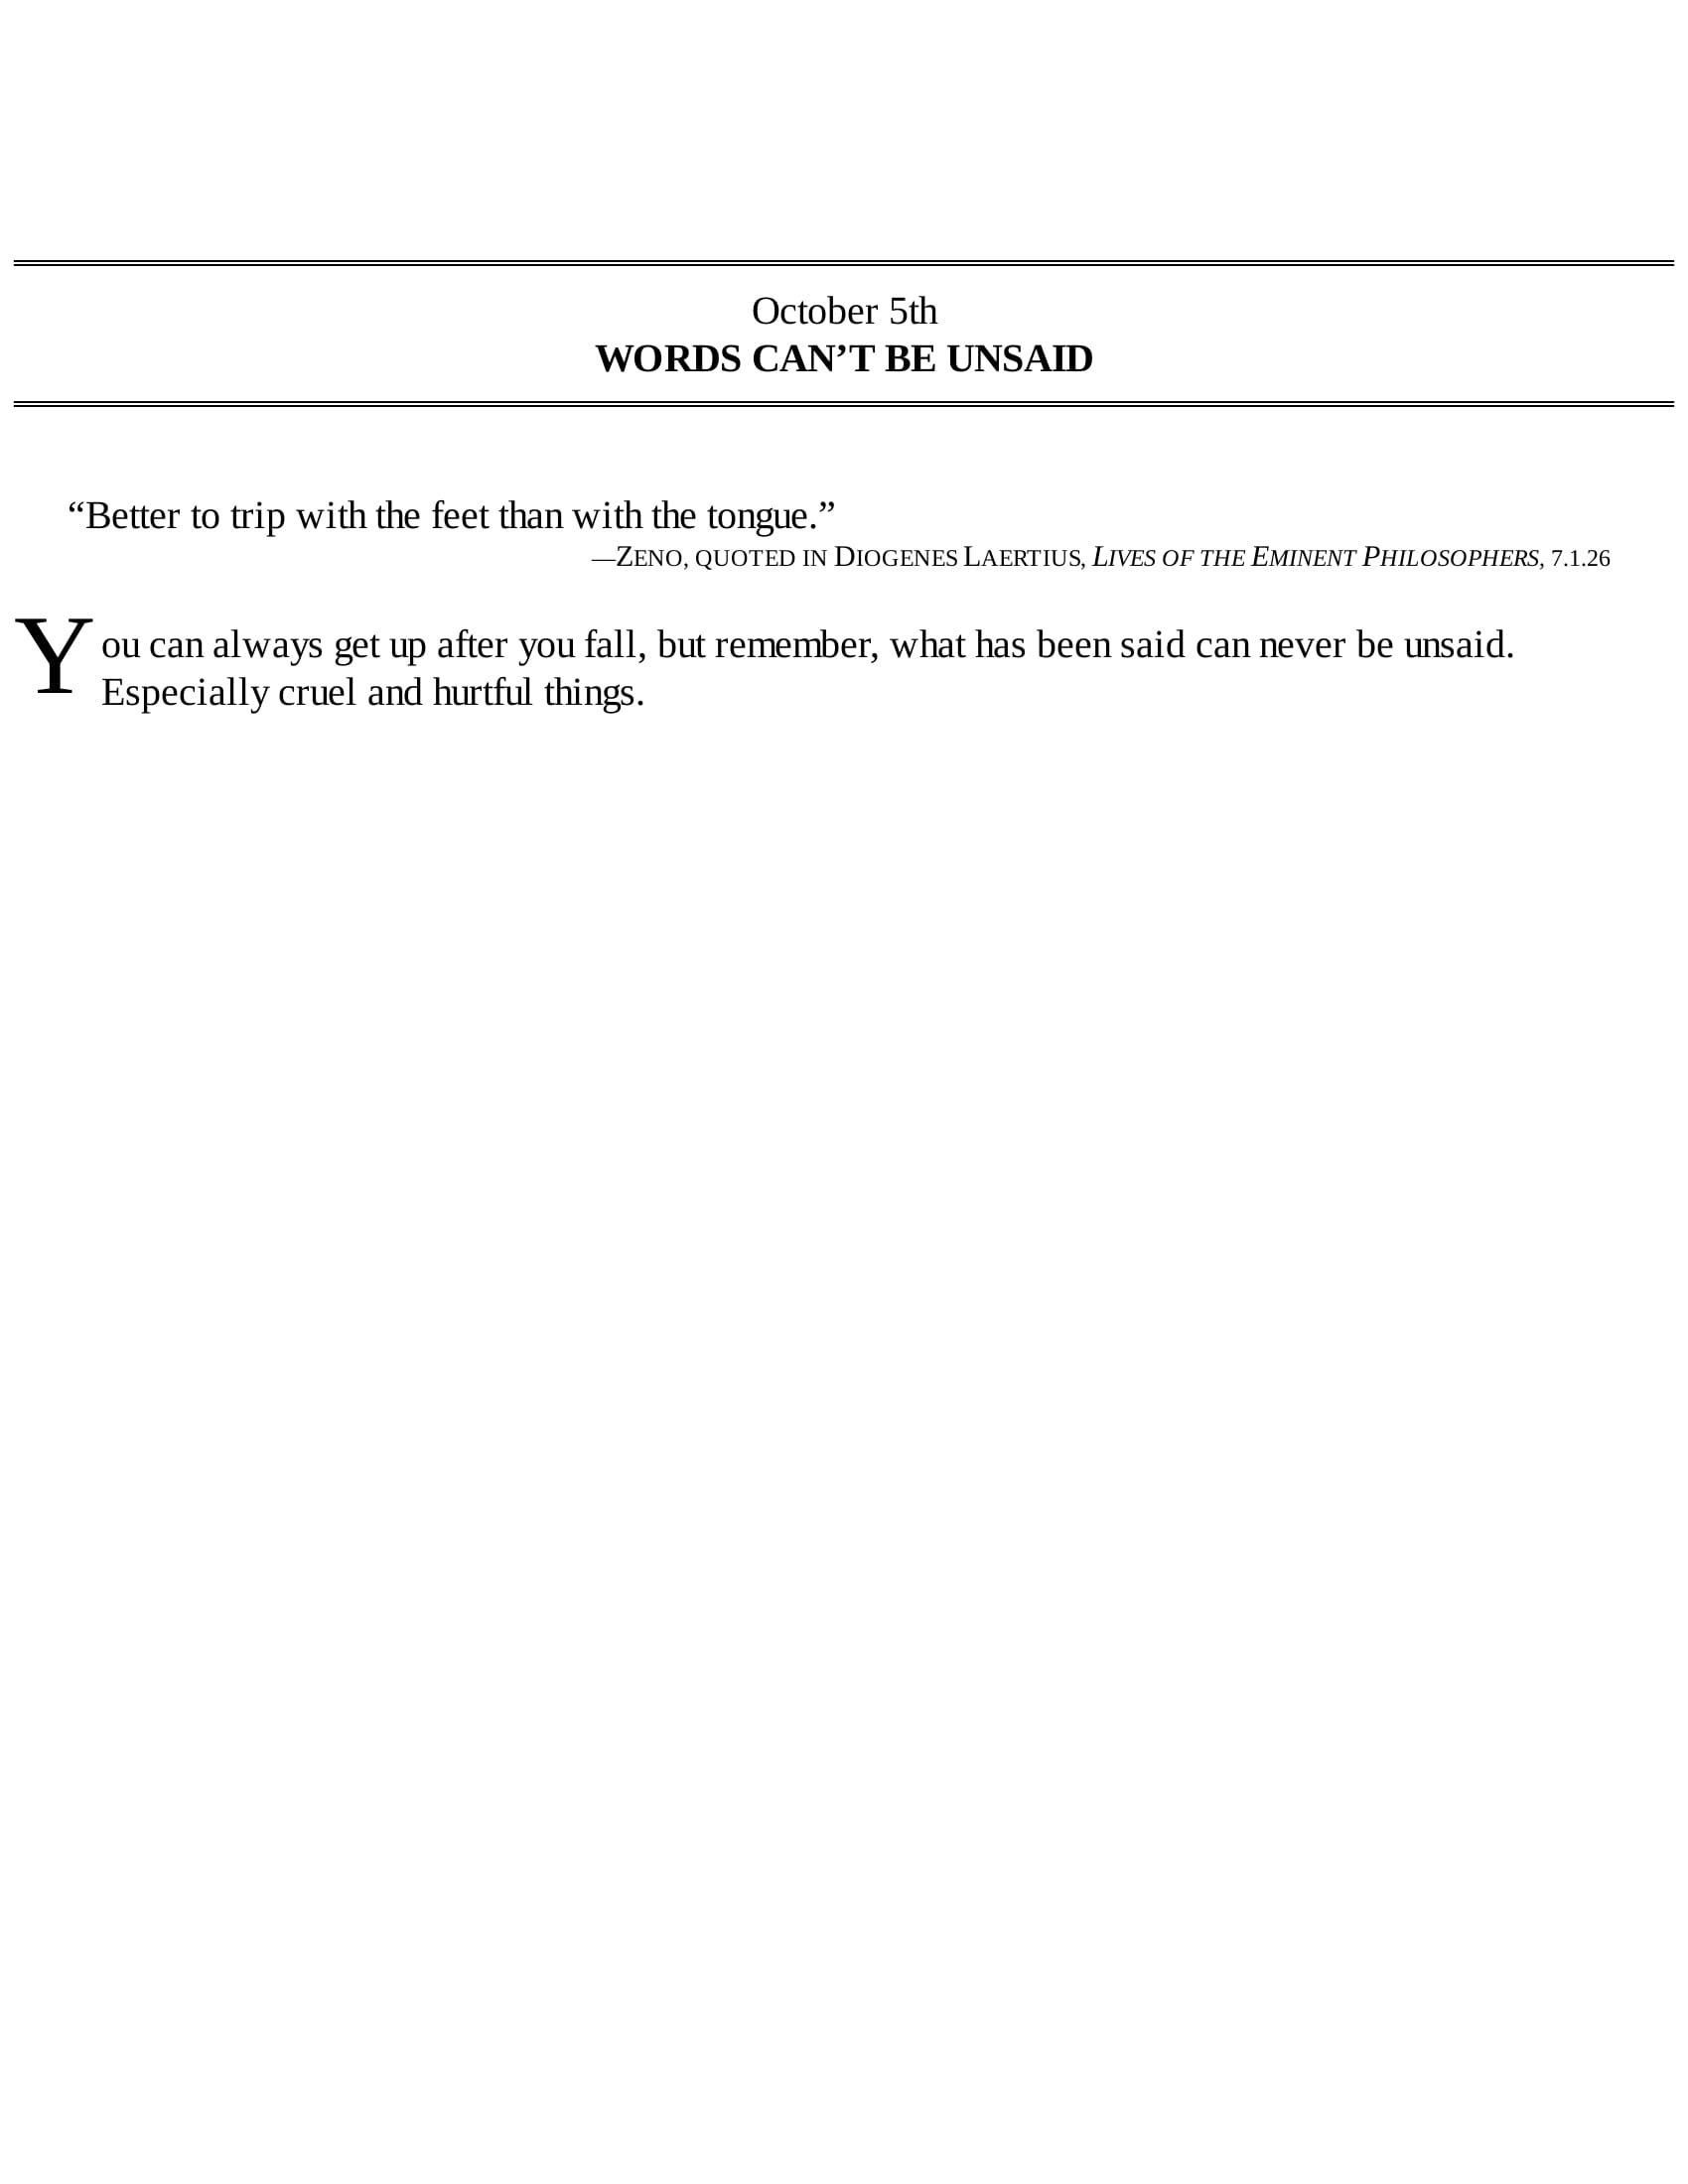 October 5th
WORDS CAN’T BE UNSAID
“Better to trip with the feet than with the tongue.”
—ZENO, QUOTED IN DIOGENES LAERTIUS, LIVES OF THE EMINENT PHILOSOPHERS, 7.1.26
You can always get up after you fall, but remember, what has been said can never be unsaid.
Especially cruel and hurtful things.